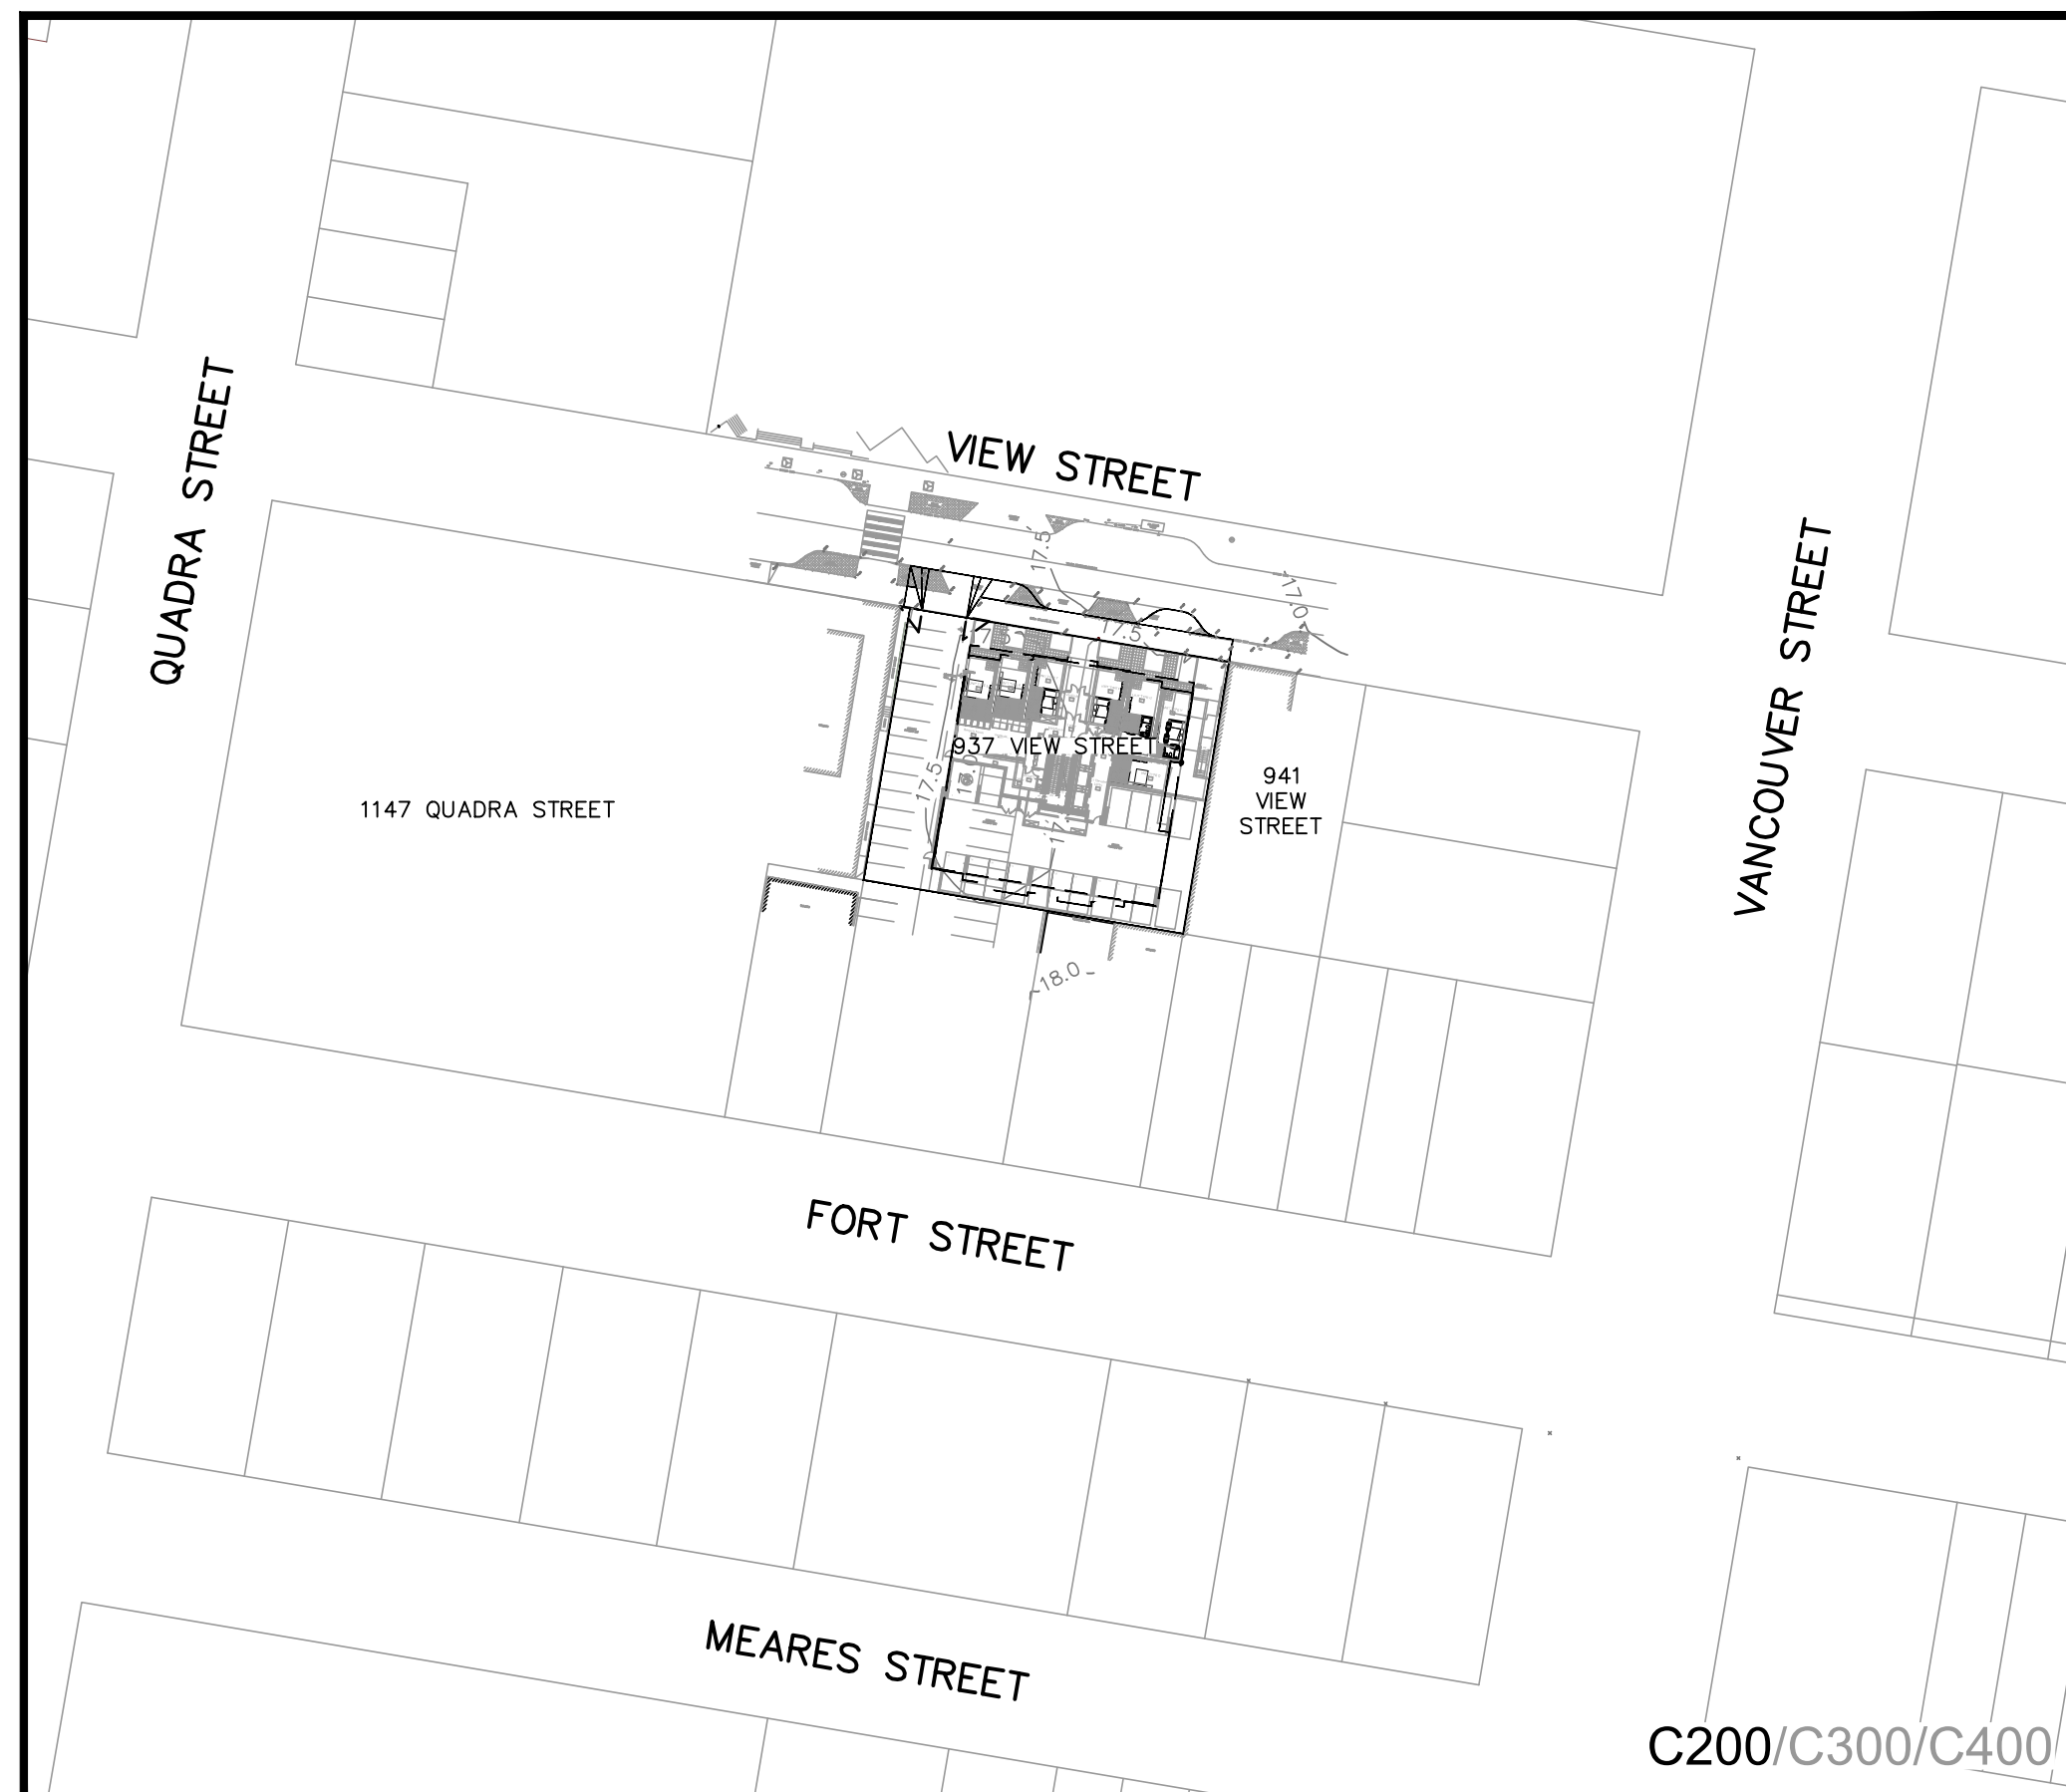 VIEW STREET
QUADRA STREET
VANCOUVER STREET
17.5
17.0
17.5
937 VIEW STREET
17.5
941
VIEW
STREET
1147 QUADRA STREET
18.0
FORT STREET
MEARES STREET
C200/C300/C400